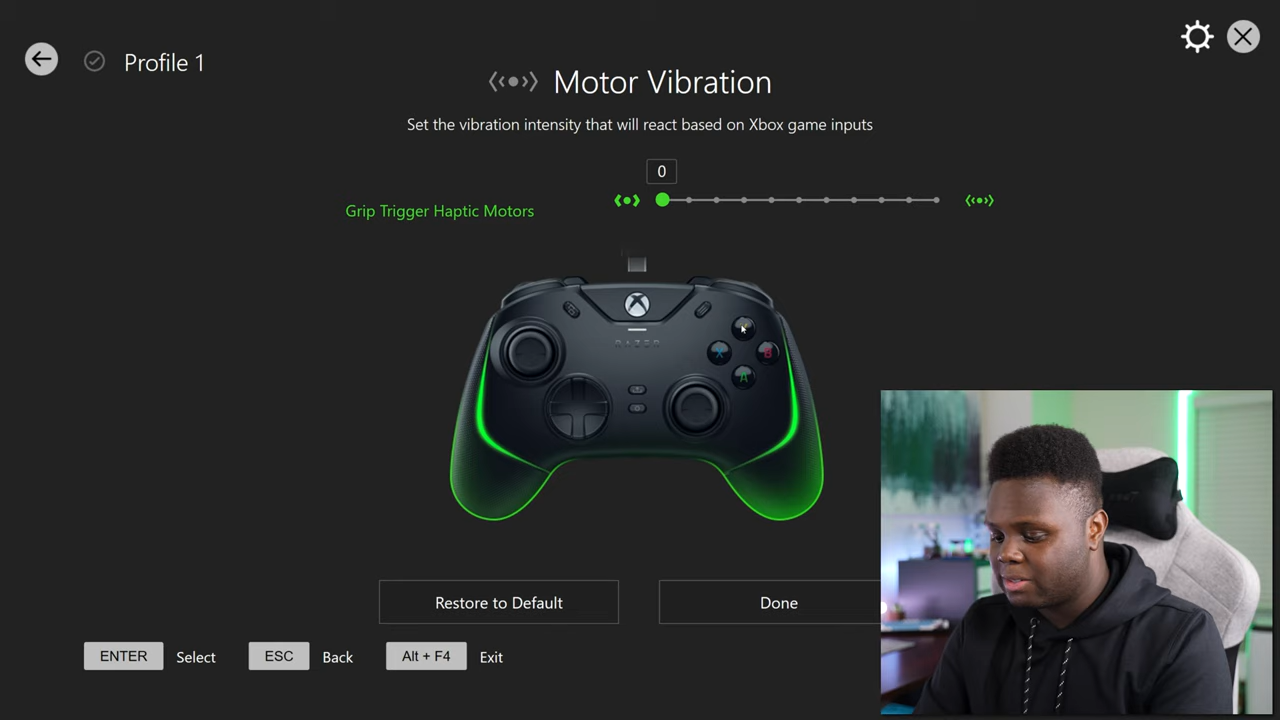 Profile 1
Motor Vibration
Set the vibration intensity that will react based on Xbox game inputs
0
Grip Trigger Haptic Motors
RAZER
Y
X
B
A
Restore to Default
Done
ENTER Select ESC Back Alt + F4 Exit